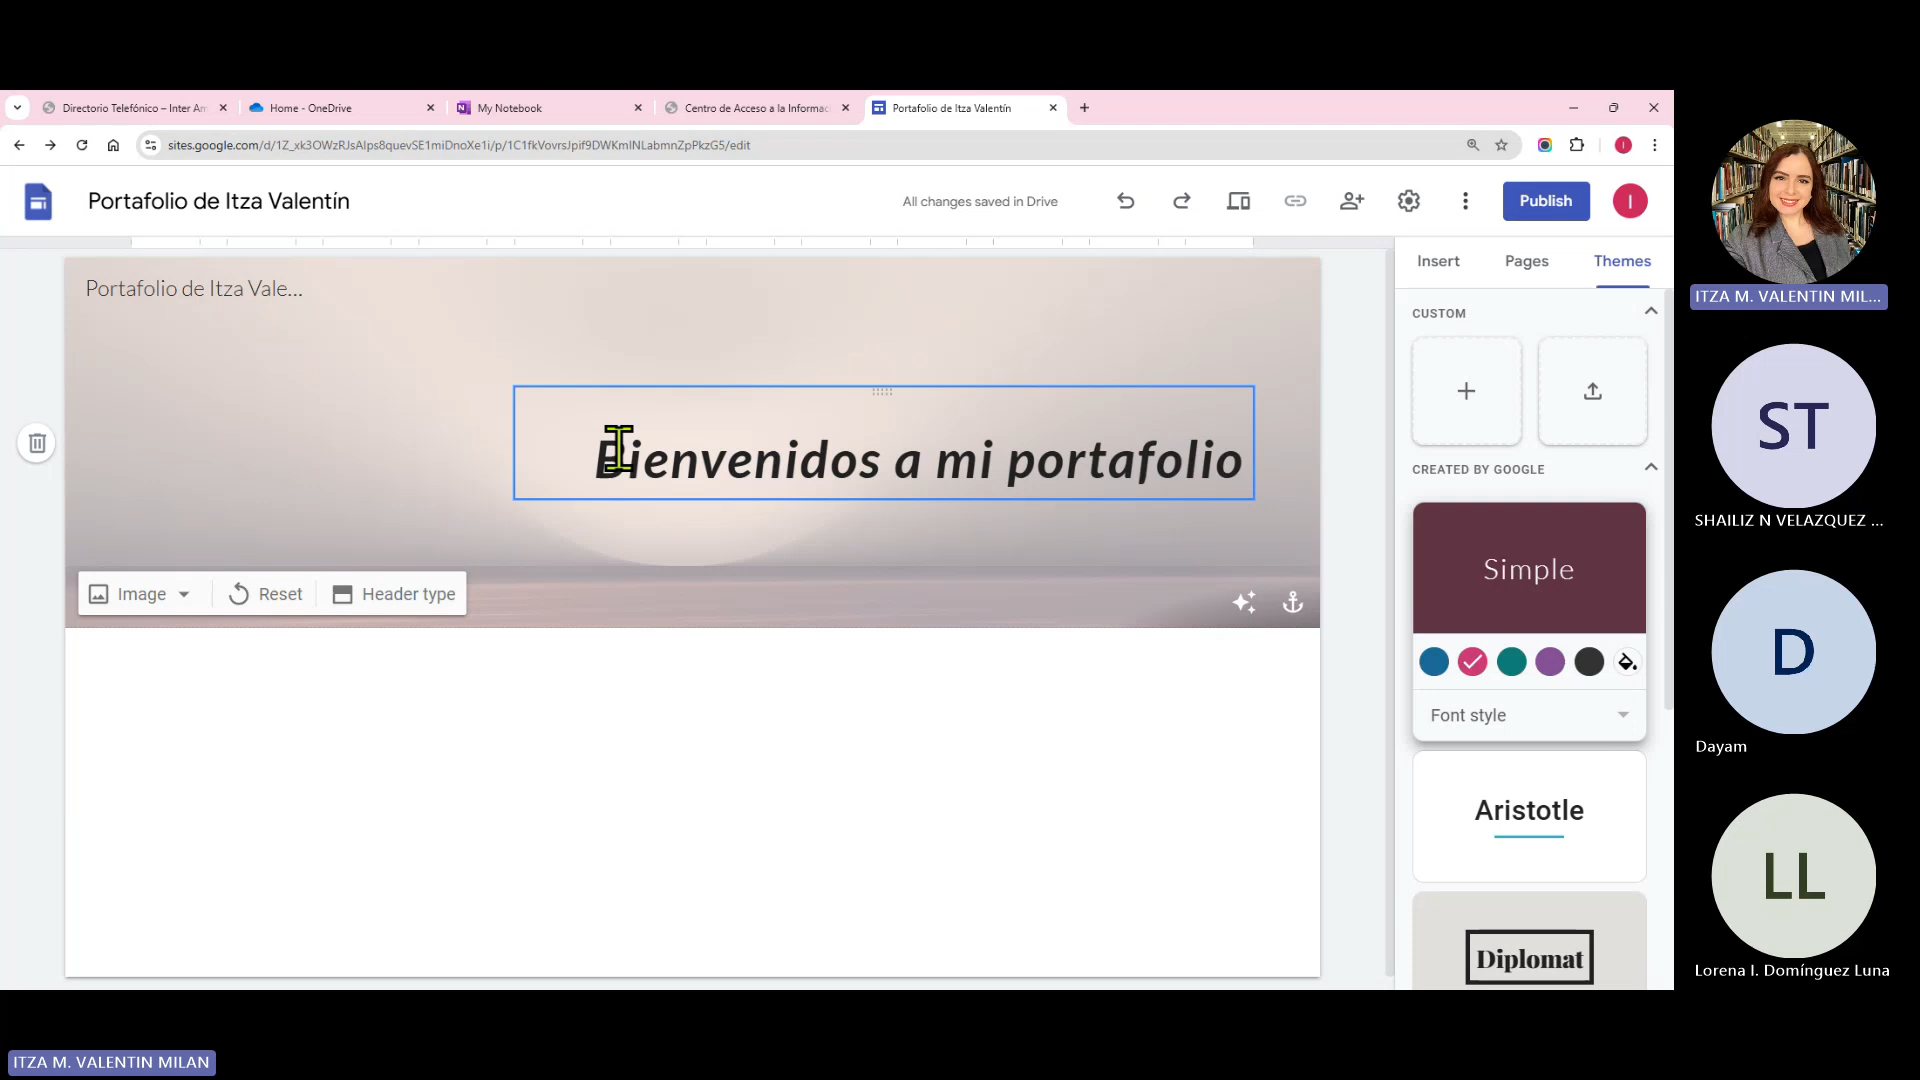 Directorio Telefónico – Inter Am
Home - OneDrive
My Notebook
Centro de Acceso a la Informac
Portafolio de Itza Valentín
sites.google.com/d/1Z_xk3OWzRJsAIps8quevSE1miDnoXe1i/p/1C1fkVovrsJpif9DWKmINLabmnZpPkzG5/edit
Portafolio de Itza Valentín
All changes saved in Drive
Publish
I
Insert
Pages
Themes
Portafolio de Itza Vale...
Bienvenidos a mi portafolio
Image
Reset
Header type
CUSTOM
CREATED BY GOOGLE
Simple
Font style
Aristotle
Diplomat
ITZA M. VALENTIN MIL...
ST
SHAILIZ N VELAZQUEZ ...
D
Dayam
LL
Lorena I. Domínguez Luna
ITZA M. VALENTIN MILAN